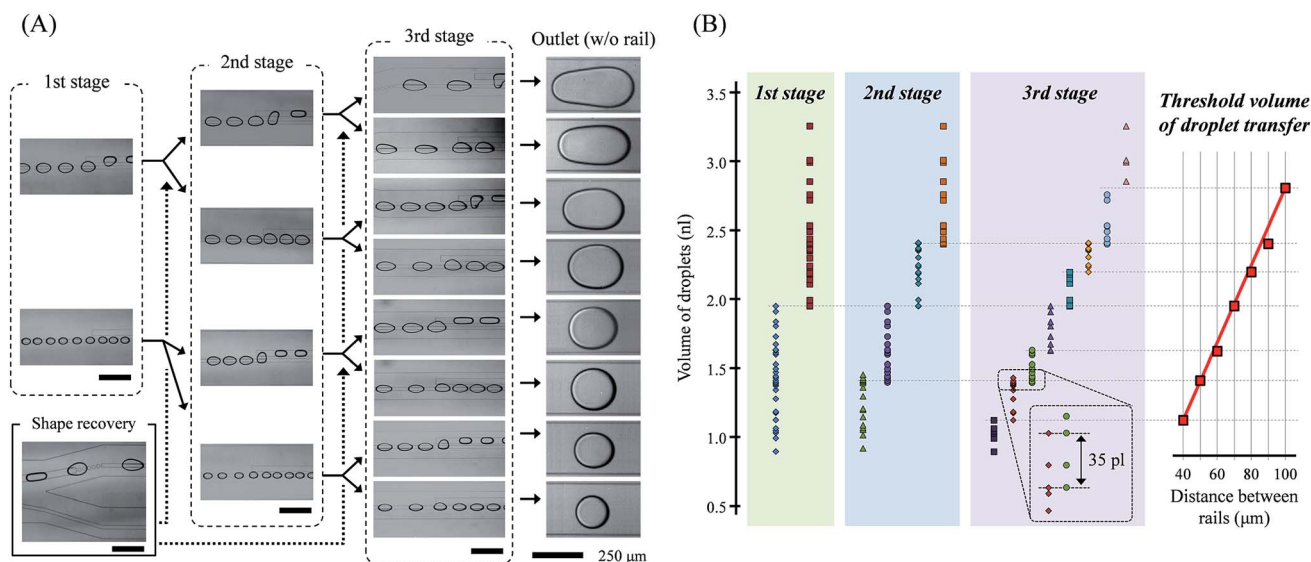 (A)
1st stage
2nd stage
3rd stage
Outlet (w/o rail)
Shape recovery
250 μm
(B)
1st stage
2nd stage
3rd stage
Threshold volume
of droplet transfer
Volume of droplets (nl)
3.5
3.0
2.5
2.0
1.5
1.0
0.5
35 pl
40 60 80 100
Distance between
rails (μm)